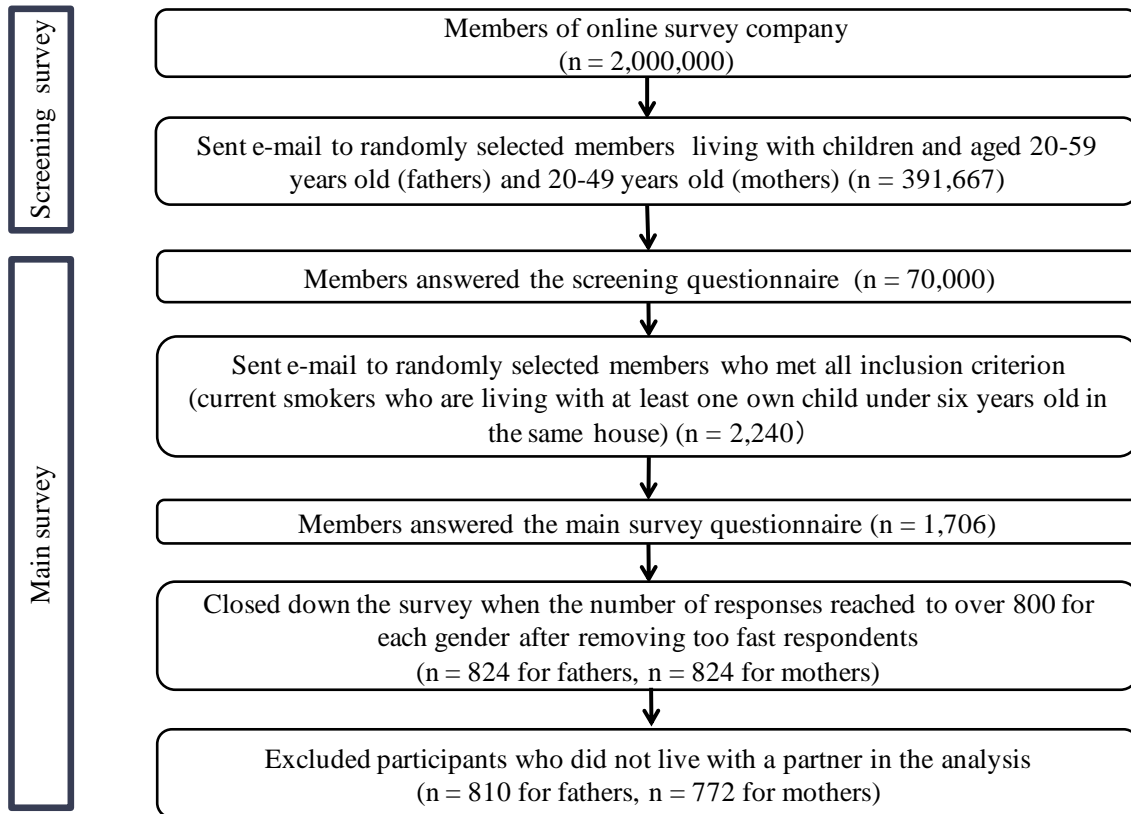 Screening survey
Members of online survey company
(n = 2,000,000)
Sent e-mail to randomly selected members living with children and aged 20-59
years old (fathers) and 20-49 years old (mothers) (n = 391,667)
Main survey
Members answered the screening questionnaire (n = 70,000)
Sent e-mail to randomly selected members who met all inclusion criterion
(current smokers who are living with at least one own child under six years old in
the same house) (n = 2,240)
Members answered the main survey questionnaire (n = 1,706)
Closed down the survey when the number of responses reached to over 800 for
each gender after removing too fast respondents
(n = 824 for fathers, n = 824 for mothers)
Excluded participants who did not live with a partner in the analysis
(n = 810 for fathers, n = 772 for mothers)